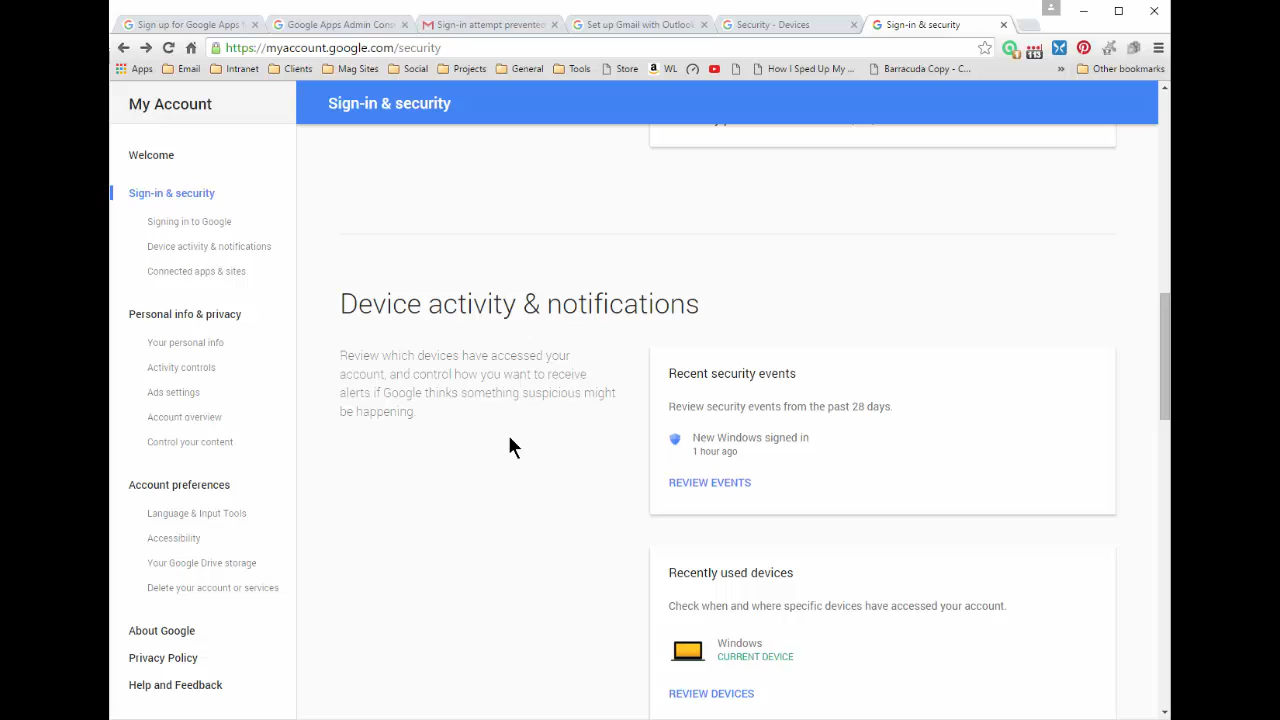 Sign up for Google Apps
Google Apps Admin Cons
Sign-in attempt prevented
Set up Gmail with Outlook
Security - Devices
Sign-in & security
https://myaccount.google.com/security
Apps
Email
Intranet
Clients
Mag Sites
Social
Projects
General
Tools
Store
WL
How I Sped Up My ...
Barracuda Copy - C...
»
Other bookmarks
My Account
Sign-in & security
Welcome
Sign-in & security
Signing in to Google
Device activity & notifications
Connected apps & sites
Personal info & privacy
Your personal info
Activity controls
Ads settings
Account overview
Control your content
Account preferences
Language & Input Tools
Accessibility
Your Google Drive storage
Delete your account or services
About Google
Privacy Policy
Help and Feedback
Device activity & notifications
Review which devices have accessed your
account, and control how you want to receive
alerts if Google thinks something suspicious might
be happening.
Recent security events
Review security events from the past 28 days.
New Windows signed in
1 hour ago
REVIEW EVENTS
Recently used devices
Check when and where specific devices have accessed your account.
Windows
CURRENT DEVICE
REVIEW DEVICES